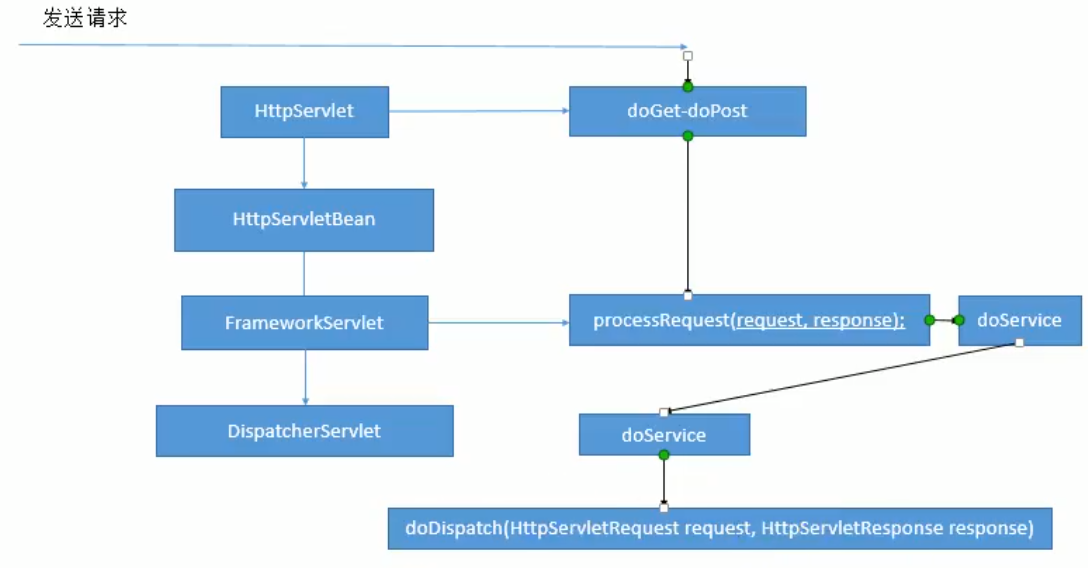 发送请求
HttpServlet
doGet-doPost
HttpServletBean
FrameworkServlet
processRequest(request, response);
doService
DispatcherServlet
doService
doDispatch(HttpServletRequest request, HttpServletResponse response)